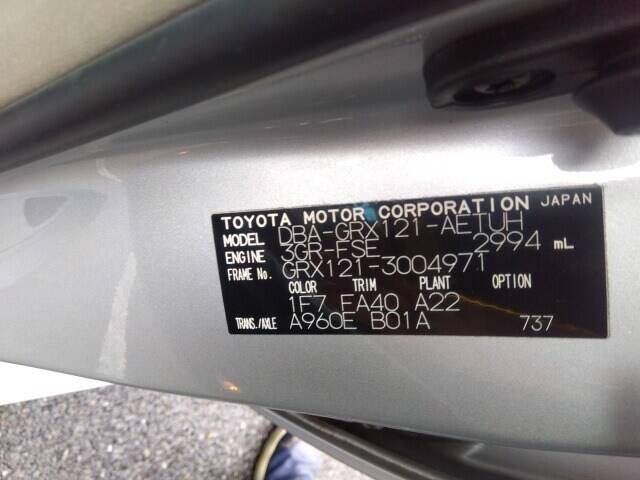 TOYOTA MOTOR CORPORATION JAPAN
MODEL DBA-GRX121-AETUH
ENGINE 3GR-FSE 2994 mL
FRAME No. GRX121-3004971
COLOR TRIM PLANT OPTION
1F7 FA40 A22
TRANS./AXLE A960E B01A 737